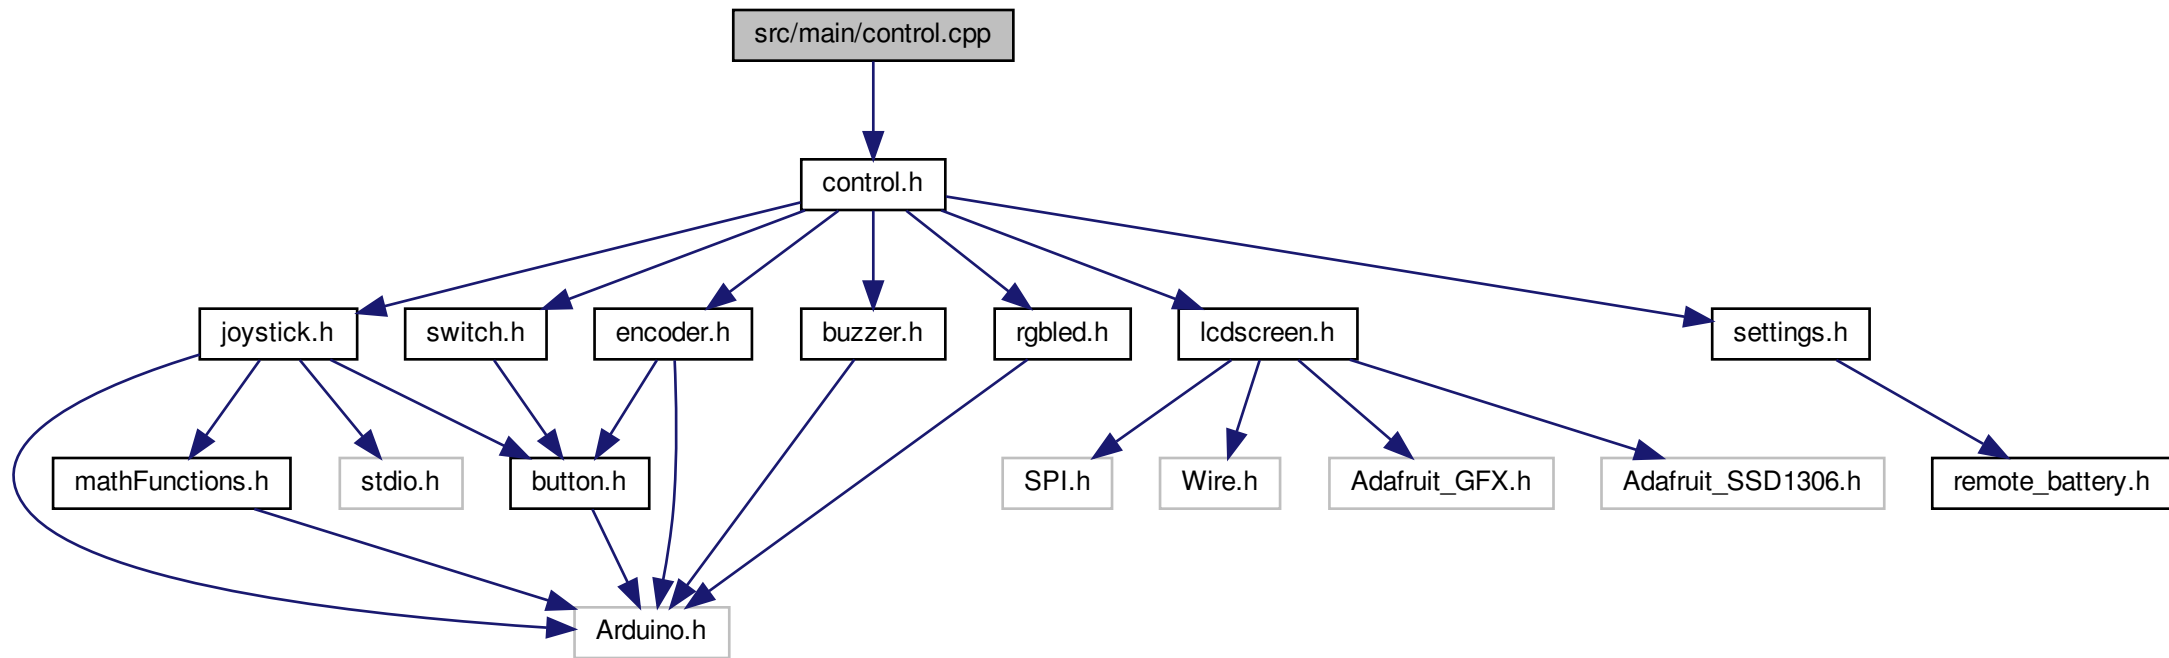 src/main/control.cpp
control.h
joystick.h
switch.h
encoder.h
buzzer.h
rgbled.h
lcdscreen.h
settings.h
mathFunctions.h
stdio.h
button.h
SPI.h
Wire.h
Adafruit_GFX.h
Adafruit_SSD1306.h
remote_battery.h
Arduino.h